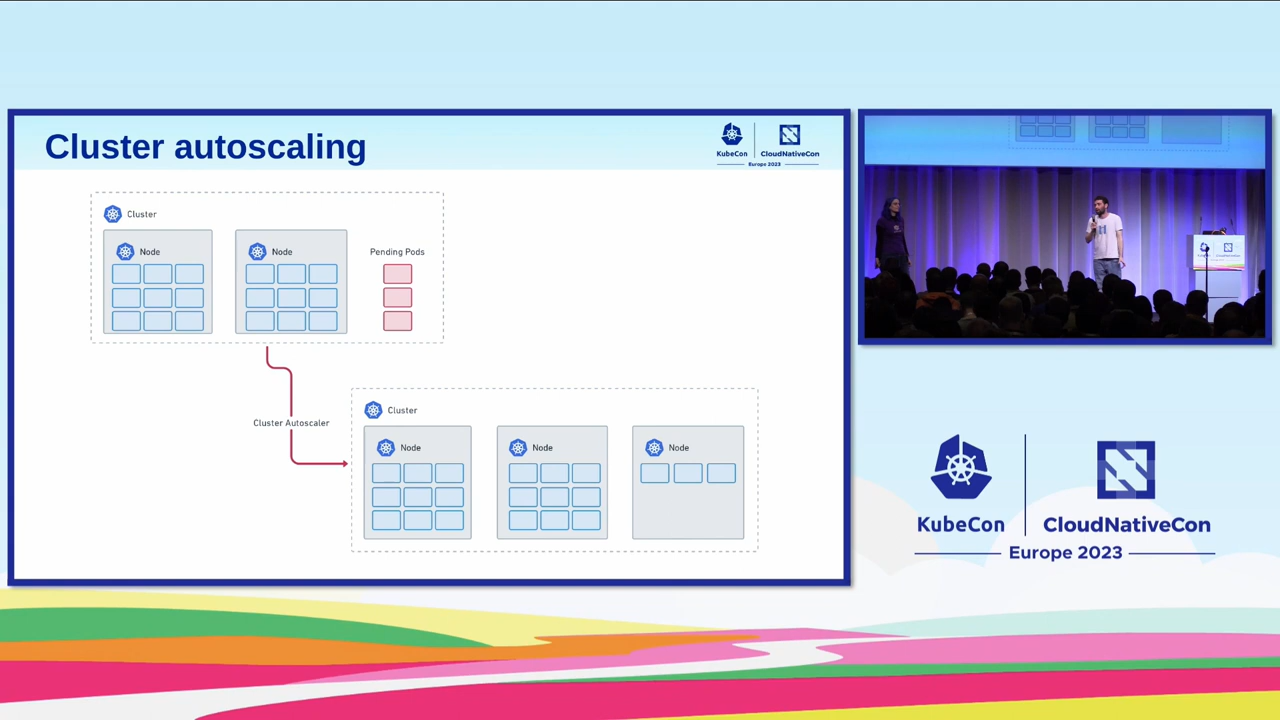 Cluster autoscaling
KubeCon
CloudNativeCon
Europe 2023
Cluster
Node
Node
Pending Pods
Cluster Autoscaler
Cluster
Node
Node
Node
KubeCon
CloudNativeCon
Europe 2023